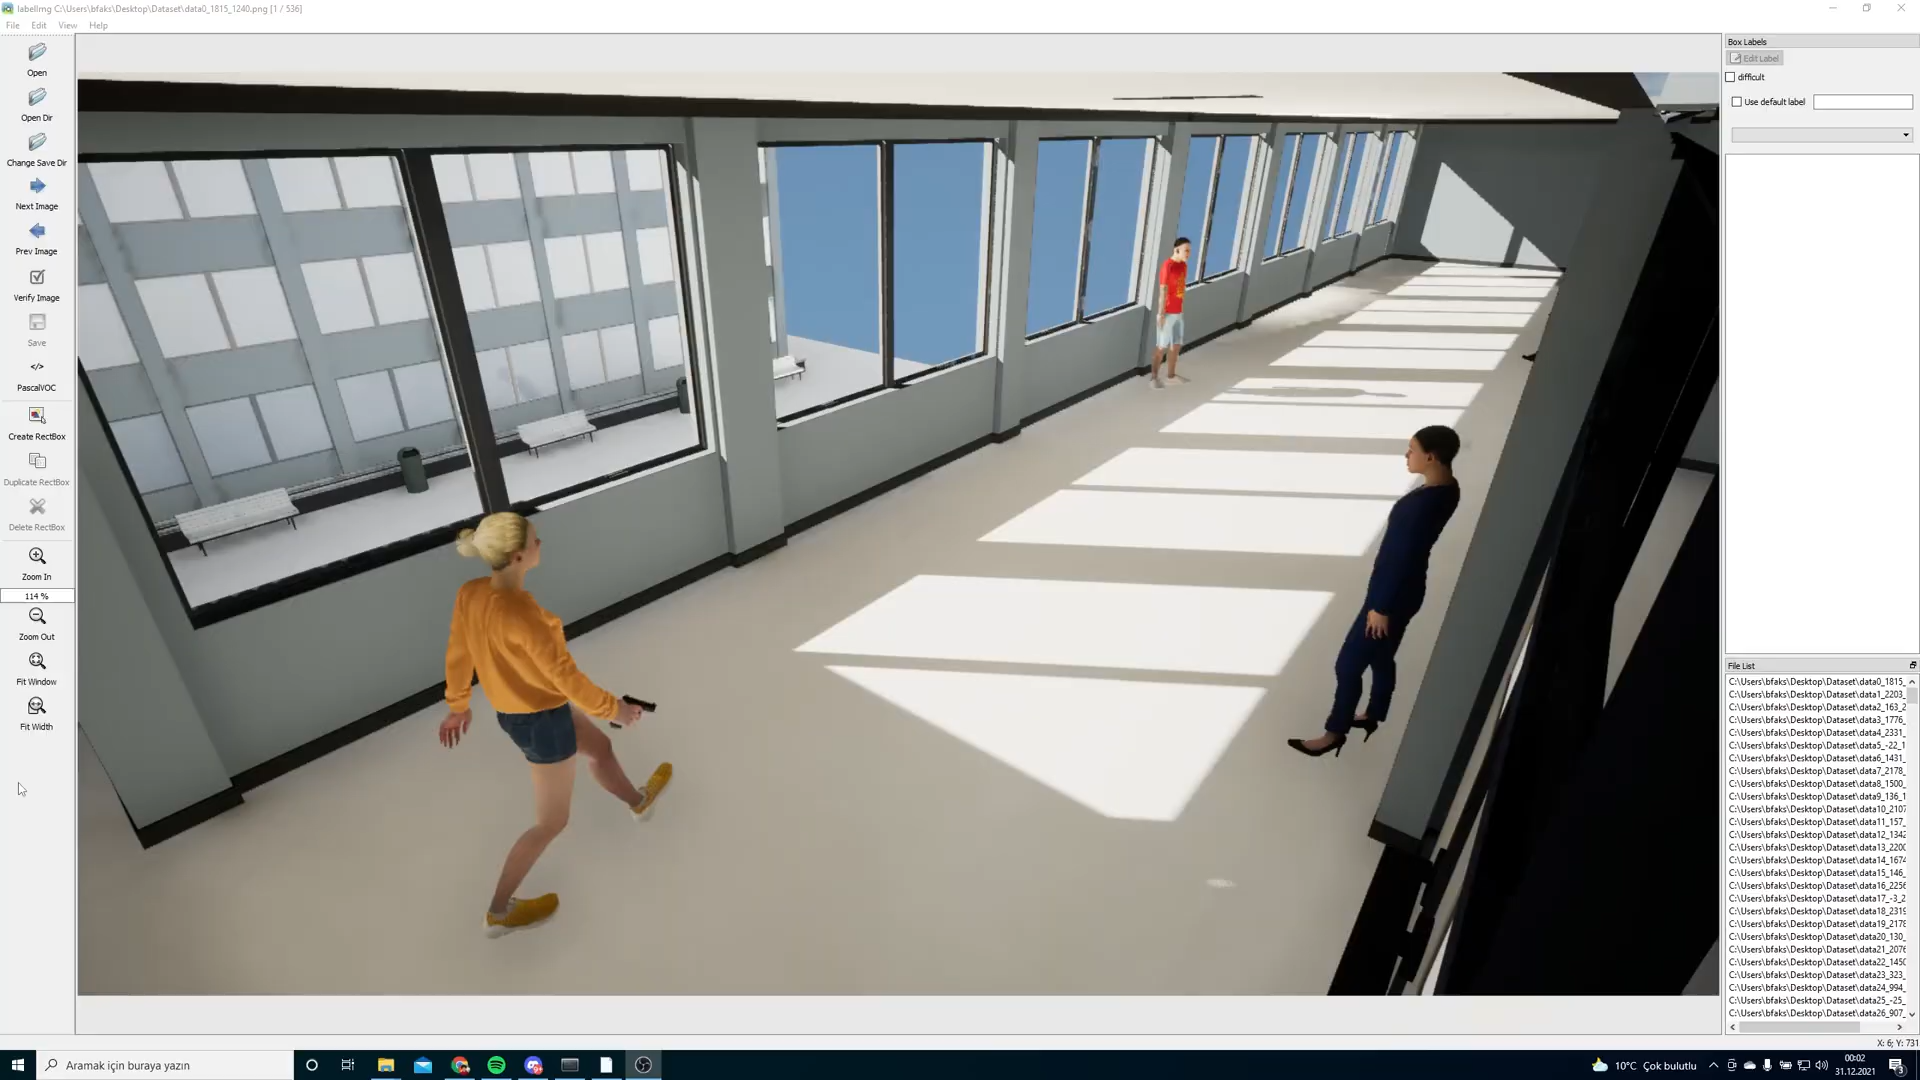 labelImg C:\Users\bfaks\Desktop\Dataset\data0_1815_1240.png [1 / 536]
File Edit View Help
Open
Open Dir
Change Save Dir
Next Image
Prev Image
Verify Image
Save
</>
PascalVOC
Create RectBox
Duplicate RectBox
Delete RectBox
Zoom In
114 %
Zoom Out
Fit Window
Fit Width
Box Labels
Edit Label
difficult
Use default label
File List
C:\Users\bfaks\Desktop\Dataset\data0_1815_
C:\Users\bfaks\Desktop\Dataset\data1_2203_
C:\Users\bfaks\Desktop\Dataset\data2_163_2
C:\Users\bfaks\Desktop\Dataset\data3_1776_
C:\Users\bfaks\Desktop\Dataset\data4_2331_
C:\Users\bfaks\Desktop\Dataset\data5_-22_1
C:\Users\bfaks\Desktop\Dataset\data6_1431_
C:\Users\bfaks\Desktop\Dataset\data7_2178_
C:\Users\bfaks\Desktop\Dataset\data8_1500_
C:\Users\bfaks\Desktop\Dataset\data9_136_1
C:\Users\bfaks\Desktop\Dataset\data10_2107
C:\Users\bfaks\Desktop\Dataset\data11_157_
C:\Users\bfaks\Desktop\Dataset\data12_1342
C:\Users\bfaks\Desktop\Dataset\data13_2200
C:\Users\bfaks\Desktop\Dataset\data14_1674
C:\Users\bfaks\Desktop\Dataset\data15_146_
C:\Users\bfaks\Desktop\Dataset\data16_2256
C:\Users\bfaks\Desktop\Dataset\data17_-3_2
C:\Users\bfaks\Desktop\Dataset\data18_2319
C:\Users\bfaks\Desktop\Dataset\data19_2178
C:\Users\bfaks\Desktop\Dataset\data20_130_
C:\Users\bfaks\Desktop\Dataset\data21_2076
C:\Users\bfaks\Desktop\Dataset\data22_1450
C:\Users\bfaks\Desktop\Dataset\data23_323_
C:\Users\bfaks\Desktop\Dataset\data24_994_
C:\Users\bfaks\Desktop\Dataset\data25_-25_
C:\Users\bfaks\Desktop\Dataset\data26_907_
X: 6; Y: 731
Aramak için buraya yazın
10°C Çok bulutlu
00:02
31.12.2021
3